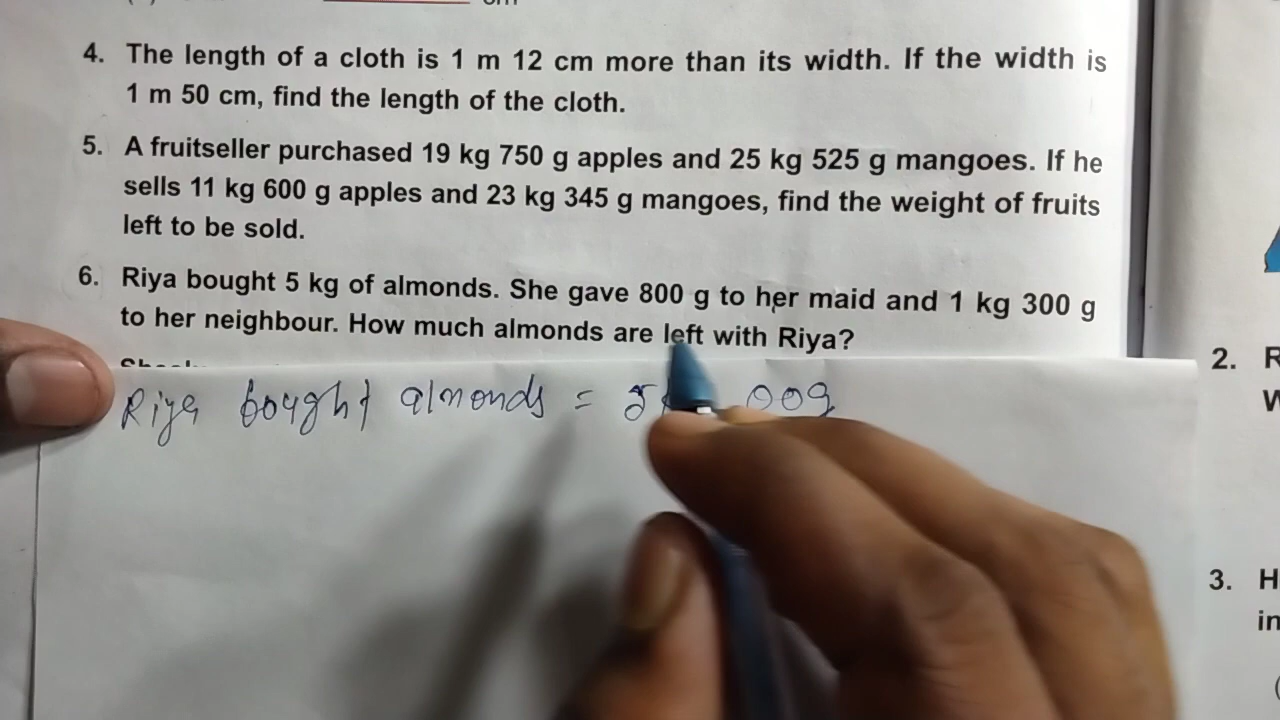 cm
4. The length of a cloth is 1 m 12 cm more than its width. If the width is
1 m 50 cm, find the length of the cloth.
5. A fruitseller purchased 19 kg 750 g apples and 25 kg 525 g mangoes. If he
sells 11 kg 600 g apples and 23 kg 345 g mangoes, find the weight of fruits
left to be sold.
6. Riya bought 5 kg of almonds. She gave 800 g to her maid and 1 kg 300 g
to her neighbour. How much almonds are left with Riya?
Riya bought almonds = 5k 00g
2. R
W
3. H
in